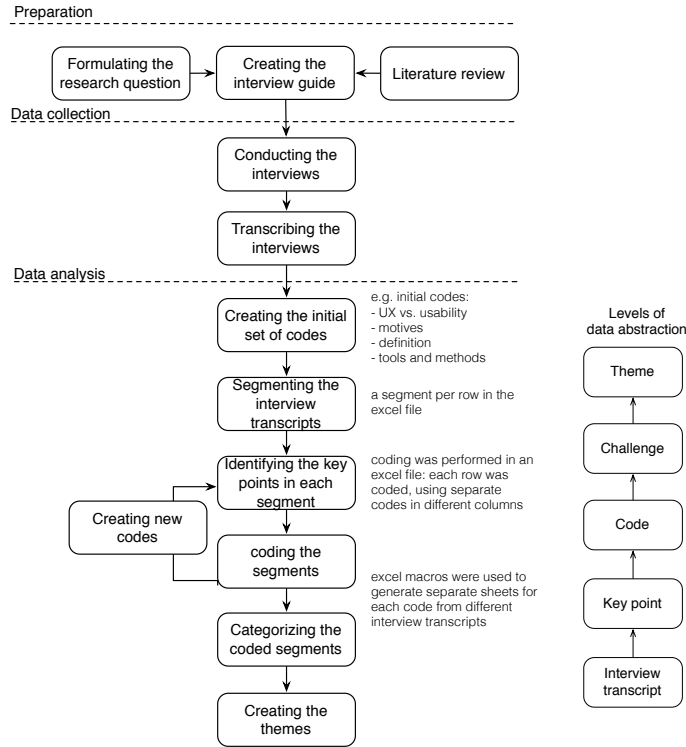 Preparation
Formulating the
research question
Creating the
interview guide
Literature review
Data collection
Conducting the
interviews
Transcribing the
interviews
Data analysis
Creating the initial
set of codes
e.g. initial codes:
- UX vs. usability
- motives
- definition
- tools and methods
Segmenting the
interview
transcripts
a segment per row in the
excel file
Identifying the key
points in each
segment
coding was performed in an
excel file: each row was
coded, using separate
codes in different columns
Creating new
codes
coding the
segments
excel macros were used to
generate separate sheets for
each code from different
interview transcripts
Categorizing the
coded segments
Creating the
themes
Levels of
data abstraction
Theme
Challenge
Code
Key point
Interview
transcript